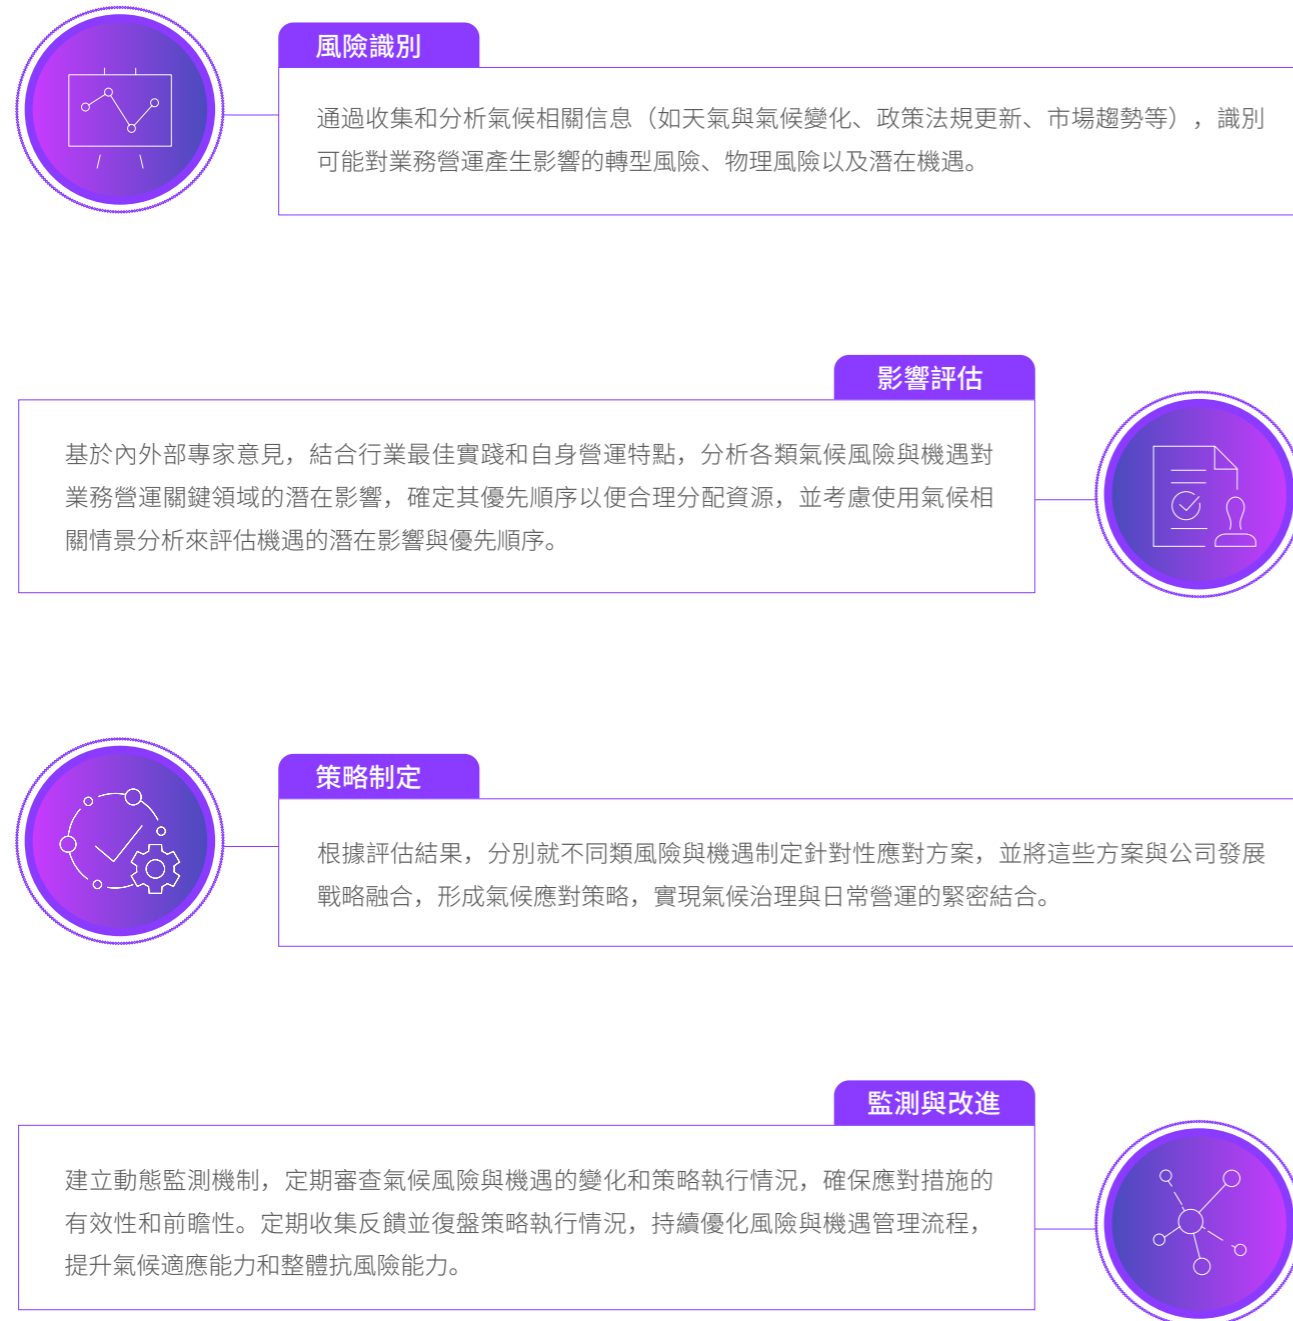 風險識別
通過收集和分析氣候相關信息（如天氣與氣候變化、政策法規更新、市場趨勢等），識別
可能對業務營運產生影響的轉型風險、物理風險以及潛在機遇。
影響評估
基於內外部專家意見，結合行業最佳實踐和自身營運特點，分析各類氣候風險與機遇對
業務營運關鍵領域的潛在影響，確定其優先順序以便合理分配資源，並考慮使用氣候相
關情景分析來評估機遇的潛在影響與優先順序。
策略制定
根據評估結果，分別就不同類風險與機遇制定針對性應對方案，並將這些方案與公司發展
戰略融合，形成氣候應對策略，實現氣候治理與日常營運的緊密結合。
監測與改進
建立動態監測機制，定期審查氣候風險與機遇的變化和策略執行情況，確保應對措施的
有效性和前瞻性。定期收集反饋並復盤策略執行情況，持續優化風險與機遇管理流程，
提升氣候適應能力和整體抗風險能力。